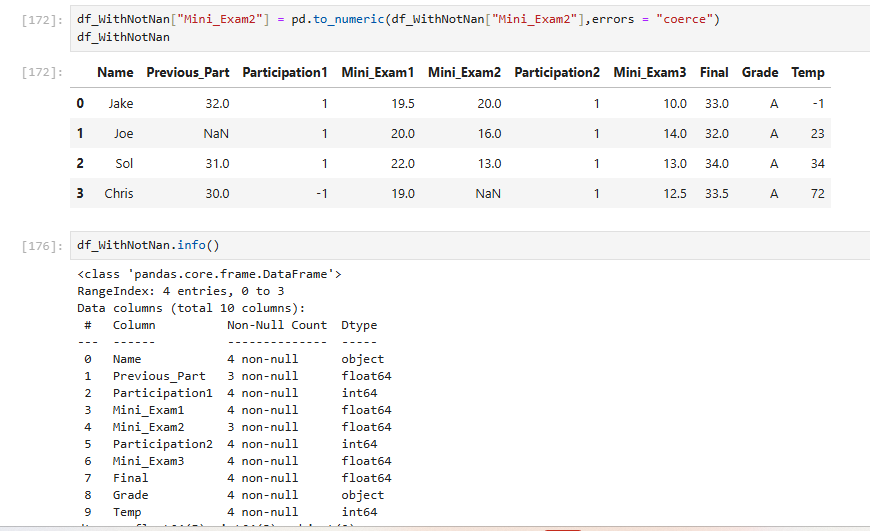 [172]: df_WithNotNan["Mini_Exam2"] = pd.to_numeric(df_WithNotNan["Mini_Exam2"],errors = "coerce")
df_WithNotNan
[172]: Name Previous_Part Participation1 Mini_Exam1 Mini_Exam2 Participation2 Mini_Exam3 Final Grade Temp
0 Jake 32.0 1 19.5 20.0 1 10.0 33.0 A -1
1 Joe NaN 1 20.0 16.0 1 14.0 32.0 A 23
2 Sol 31.0 1 22.0 13.0 1 13.0 34.0 A 34
3 Chris 30.0 -1 19.0 NaN 1 12.5 33.5 A 72
[176]: df_WithNotNan.info()
<class 'pandas.core.frame.DataFrame'>
RangeIndex: 4 entries, 0 to 3
Data columns (total 10 columns):
# Column Non-Null Count Dtype
--- ------ -------------- -----
0 Name 4 non-null object
1 Previous_Part 3 non-null float64
2 Participation1 4 non-null int64
3 Mini_Exam1 4 non-null float64
4 Mini_Exam2 3 non-null float64
5 Participation2 4 non-null int64
6 Mini_Exam3 4 non-null float64
7 Final 4 non-null float64
8 Grade 4 non-null object
9 Temp 4 non-null int64